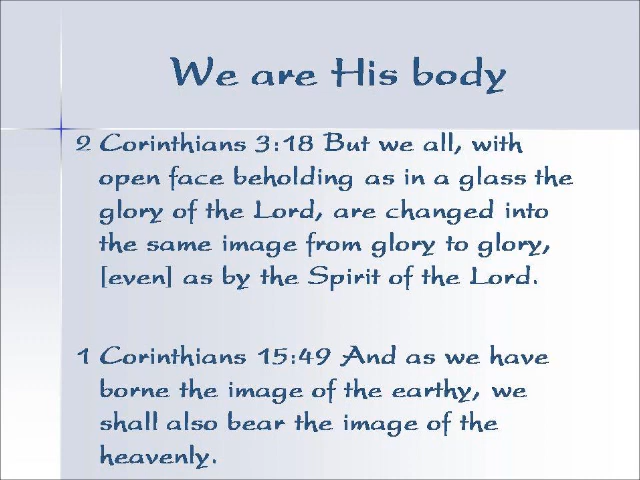 We are His body
2 Corinthians 3:18 But we all, with
open face beholding as in a glass the
glory of the Lord, are changed into
the same image from glory to glory,
[even] as by the Spirit of the Lord.
1 Corinthians 15:49 And as we have
borne the image of the earthy, we
shall also bear the image of the
heavenly.